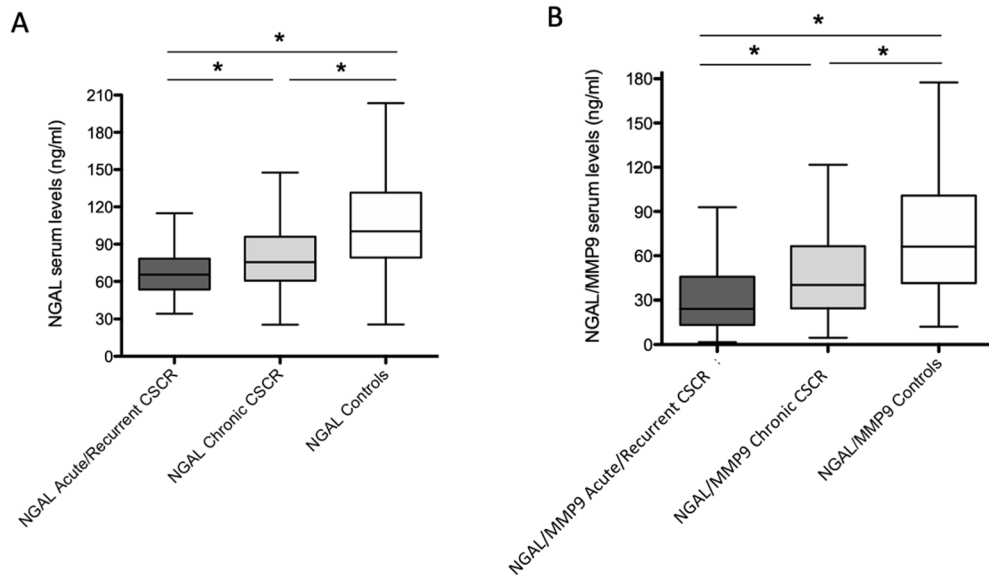 A
*
*
*
NGAL serum levels (ng/ml)
210
180
150
120
90
60
30
0
NGAL Acute/Recurrent CSCR
NGAL Chronic CSCR
NGAL Controls
B
*
*
*
NGAL/MMP9 serum levels (ng/ml)
180
150
120
90
60
30
0
NGAL/MMP9 Acute/Recurrent CSCR
NGAL/MMP9 Chronic CSCR
NGAL/MMP9 Controls